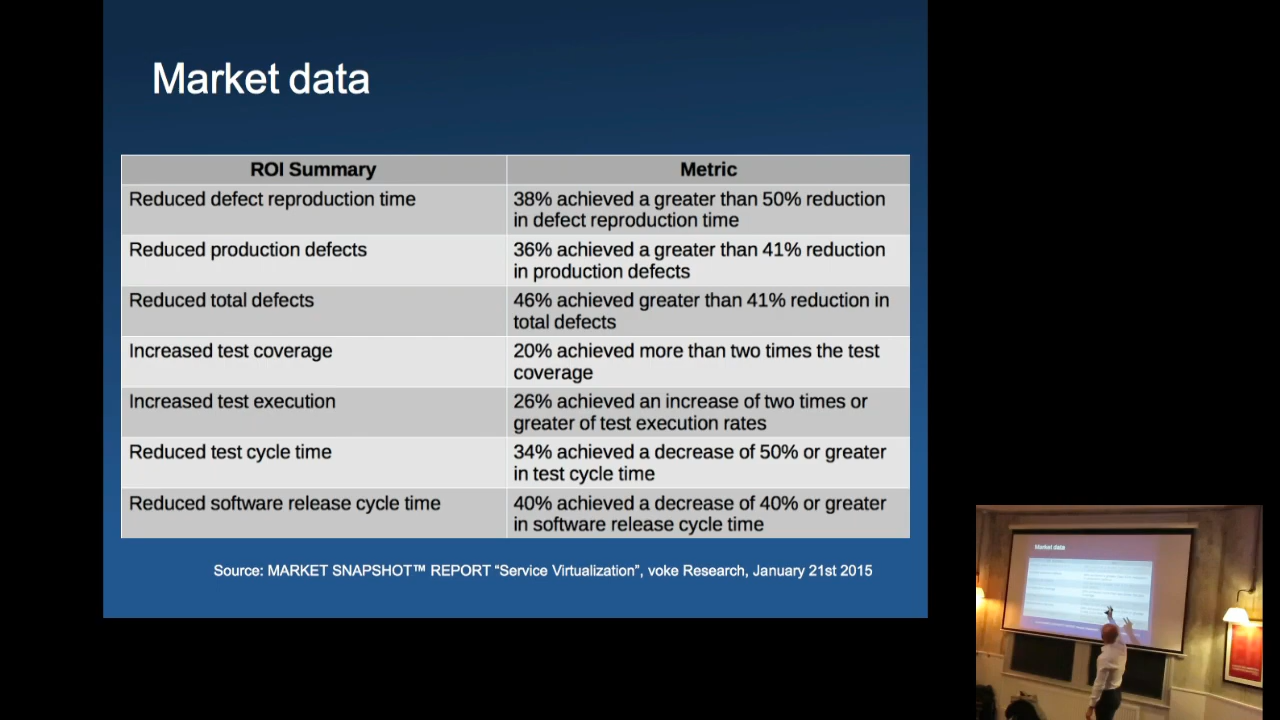 Market data
ROI Summary
Metric
Reduced defect reproduction time
38% achieved a greater than 50% reduction
in defect reproduction time
Reduced production defects
36% achieved a greater than 41% reduction
in production defects
Reduced total defects
46% achieved greater than 41% reduction in
total defects
Increased test coverage
20% achieved more than two times the test
coverage
Increased test execution
26% achieved an increase of two times or
greater of test execution rates
Reduced test cycle time
34% achieved a decrease of 50% or greater
in test cycle time
Reduced software release cycle time
40% achieved a decrease of 40% or greater
in software release cycle time
Source: MARKET SNAPSHOT™ REPORT “Service Virtualization”, voke Research, January 21st 2015
Market data